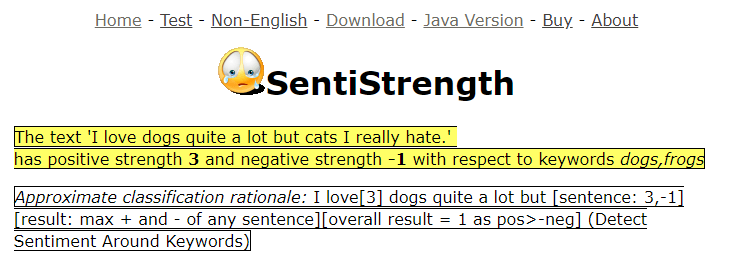 Home - Test - Non-English - Download - Java Version - Buy - About
SentiStrength
The text 'I love dogs quite a lot but cats I really hate.'
has positive strength 3 and negative strength -1 with respect to keywords dogs,frogs
Approximate classification rationale: I love[3] dogs quite a lot but [sentence: 3,-1]
[result: max + and - of any sentence][overall result = 1 as pos>-neg] (Detect
Sentiment Around Keywords)